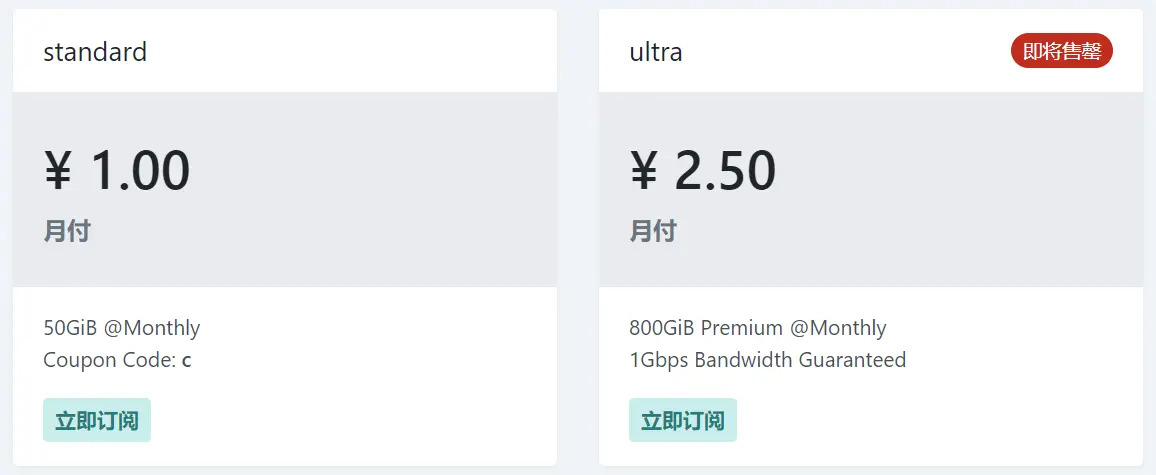 standard
¥ 1.00
月付
50GiB @Monthly
Coupon Code: c
立即订阅
ultra
即将售罄
¥ 2.50
月付
800GiB Premium @Monthly
1Gbps Bandwidth Guaranteed
立即订阅